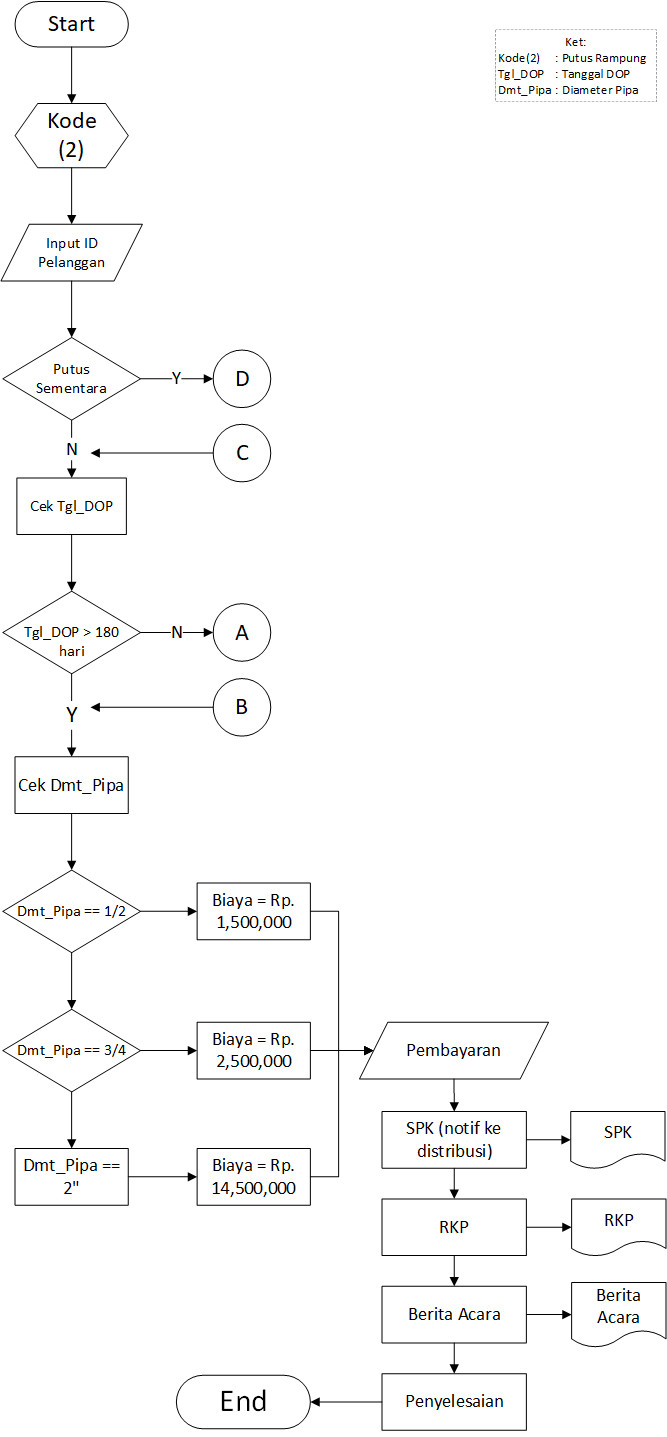 Start
Ket:
Kode(2) : Putus Rampung
Tgl_DOP : Tanggal DOP
Dmt_Pipa : Diameter Pipa
Kode
(2)
Input ID
Pelanggan
Putus
Sementara
Y
D
N
C
Cek Tgl_DOP
Tgl_DOP > 180
hari
N
A
Y
B
Cek Dmt_Pipa
Dmt_Pipa == 1/2
Biaya = Rp.
1,500,000
Dmt_Pipa == 3/4
Biaya = Rp.
2,500,000
Pembayaran
Dmt_Pipa ==
2"
Biaya = Rp.
14,500,000
SPK (notif ke
distribusi)
SPK
RKP
RKP
Berita Acara
Berita
Acara
Penyelesaian
End